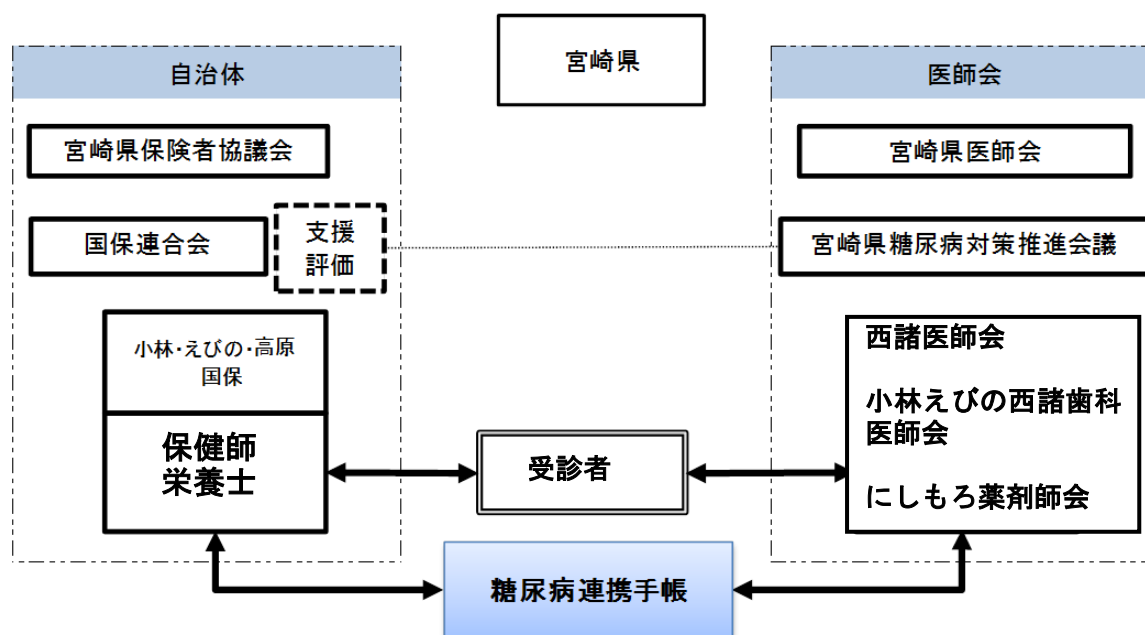 宮崎県
自治体
医師会
宮崎県保険者協議会
宮崎県医師会
国保連合会
支援
評価
宮崎県糖尿病対策推進会議
小林・えびの・高原
国保
保健師
栄養士
受診者
西諸医師会
小林えびの西諸歯科
医師会
にしもろ薬剤師会
糖尿病連携手帳